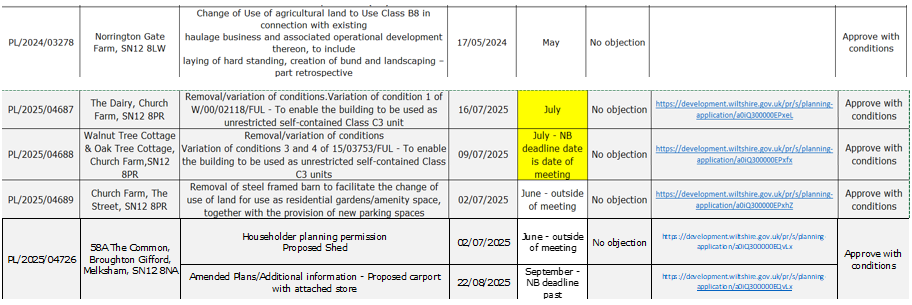 PL/2024/03278
Norrington Gate
Farm, SN12 8LW
Change of Use of agricultural land to Use Class B8 in
connection with existing
haulage business and associated operational development
thereon, to include
laying of hard standing, creation of bund and landscaping –
part retrospective
17/05/2024
May
No objection
Approve with
conditions
PL/2025/04687
The Dairy, Church
Farm, SN12 8PR
Removal/variation of conditions.Variation of condition 1 of
W/00/02118/FUL - To enable the building to be used as
unrestricted self-contained Class C3 unit
16/07/2025
July
No objection
https://development.wiltshire.gov.uk/pr/s/planning-
application/a0iQ300000EPxeL
Approve with
conditions
PL/2025/04688
Walnut Tree Cottage
& Oak Tree Cottage,
Church Farm,SN12
8PR
Removal/variation of conditions
Variation of conditions 3 and 4 of 15/03753/FUL - To enable
the building to be used as unrestricted self-contained Class
C3 units
09/07/2025
July - NB
deadline date
is date of
meeting
No objection
https://development.wiltshire.gov.uk/pr/s/planning-
application/a0iQ300000EPxfx
Approve with
conditions
PL/2025/04689
Church Farm, The
Street, SN12 8PR
Removal of steel framed barn to facilitate the change of
use of land for use as residential gardens/amenity space,
together with the provision of new parking spaces
02/07/2025
June - outside
of meeting
No objection
https://development.wiltshire.gov.uk/pr/s/planning-
application/a0iQ300000EPxhZ
Approve with
conditions
PL/2025/04726
58A The Common,
Broughton Gifford,
Melksham, SN12 8NA
Householder planning permission
Proposed Shed
02/07/2025
June - outside
of meeting
No objection
https://development.wiltshire.gov.uk/pr/s/planning-
application/a0iQ300000EQvLx
Approve with
conditions
Amended Plans/Additional information - Proposed carport
with attached store
22/08/2025
September -
NB deadline
past
https://development.wiltshire.gov.uk/pr/s/planning-
application/a0iQ300000EQvLx